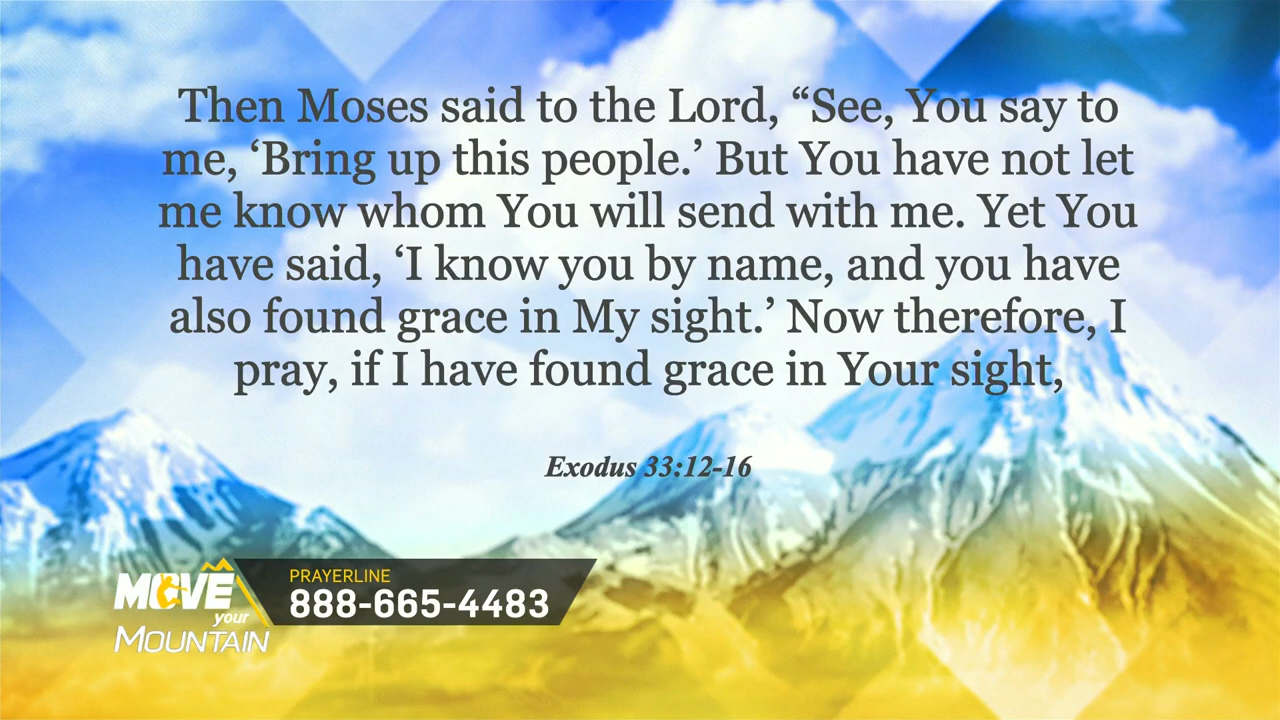 Then Moses said to the Lord, “See, You say to
me, ‘Bring up this people.’ But You have not let
me know whom You will send with me. Yet You
have said, ‘I know you by name, and you have
also found grace in My sight.’ Now therefore, I
pray, if I have found grace in Your sight,
Exodus 33:12-16
MOVE
your
MOUNTAIN
PRAYERLINE
888-665-4483